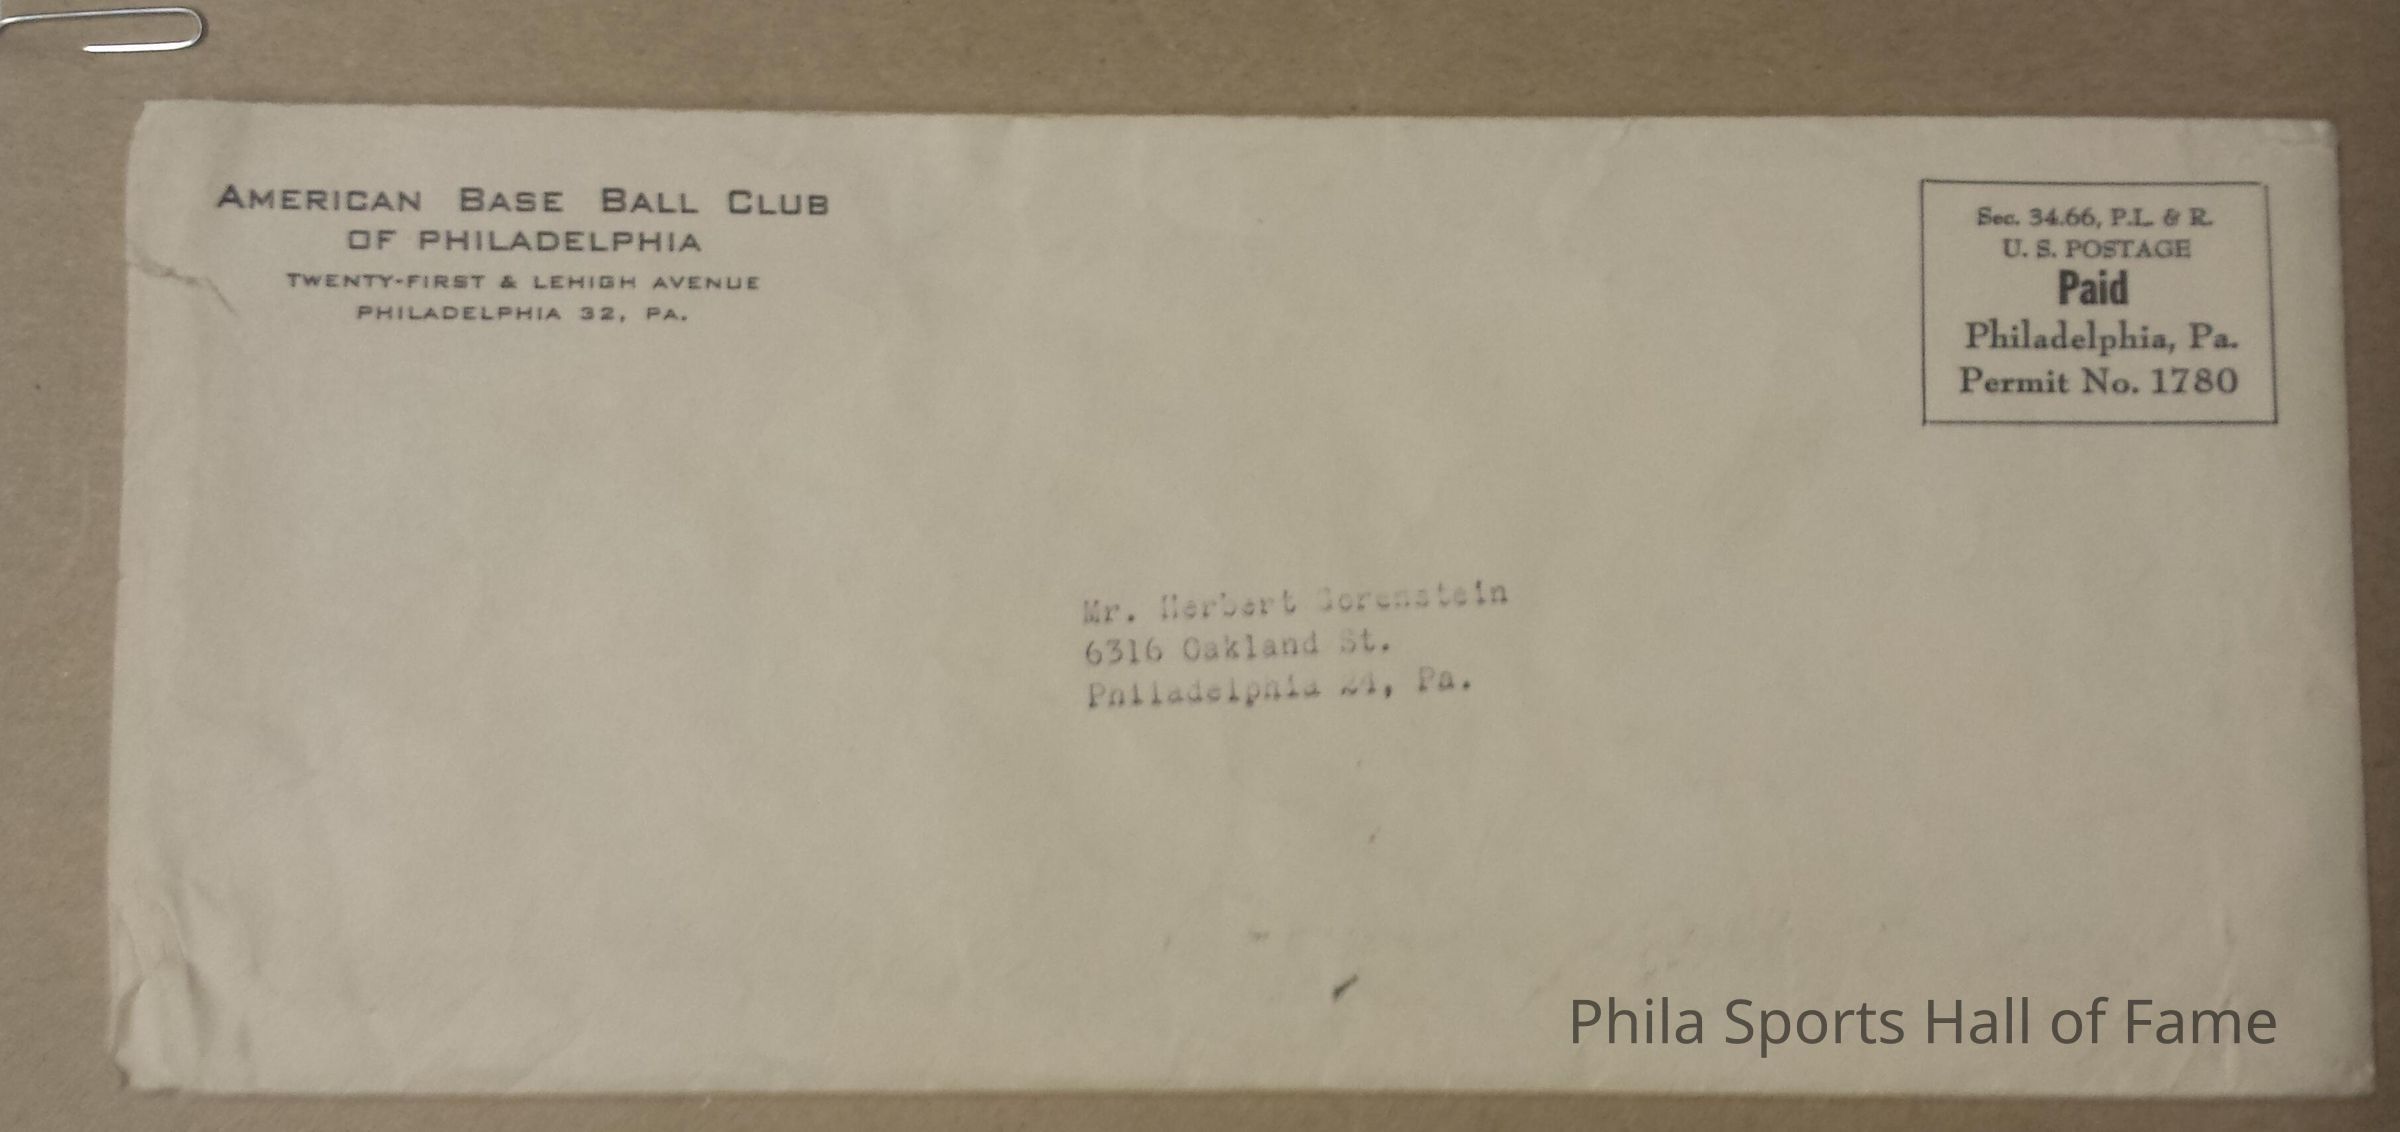 AMERICAN BASE BALL CLUB
OF PHILADELPHIA
TWENTY-FIRST & LEHIGH AVENUE
PHILADELPHIA 32, PA.
Sec. 34.66, P.L. & R.
U. S. POSTAGE
Paid
Philadelphia, Pa.
Permit No. 1780
Mr. Herbert
6316 Oakland St.
Philadelphia 24, Pa.
Phila Sports Hall of Fame